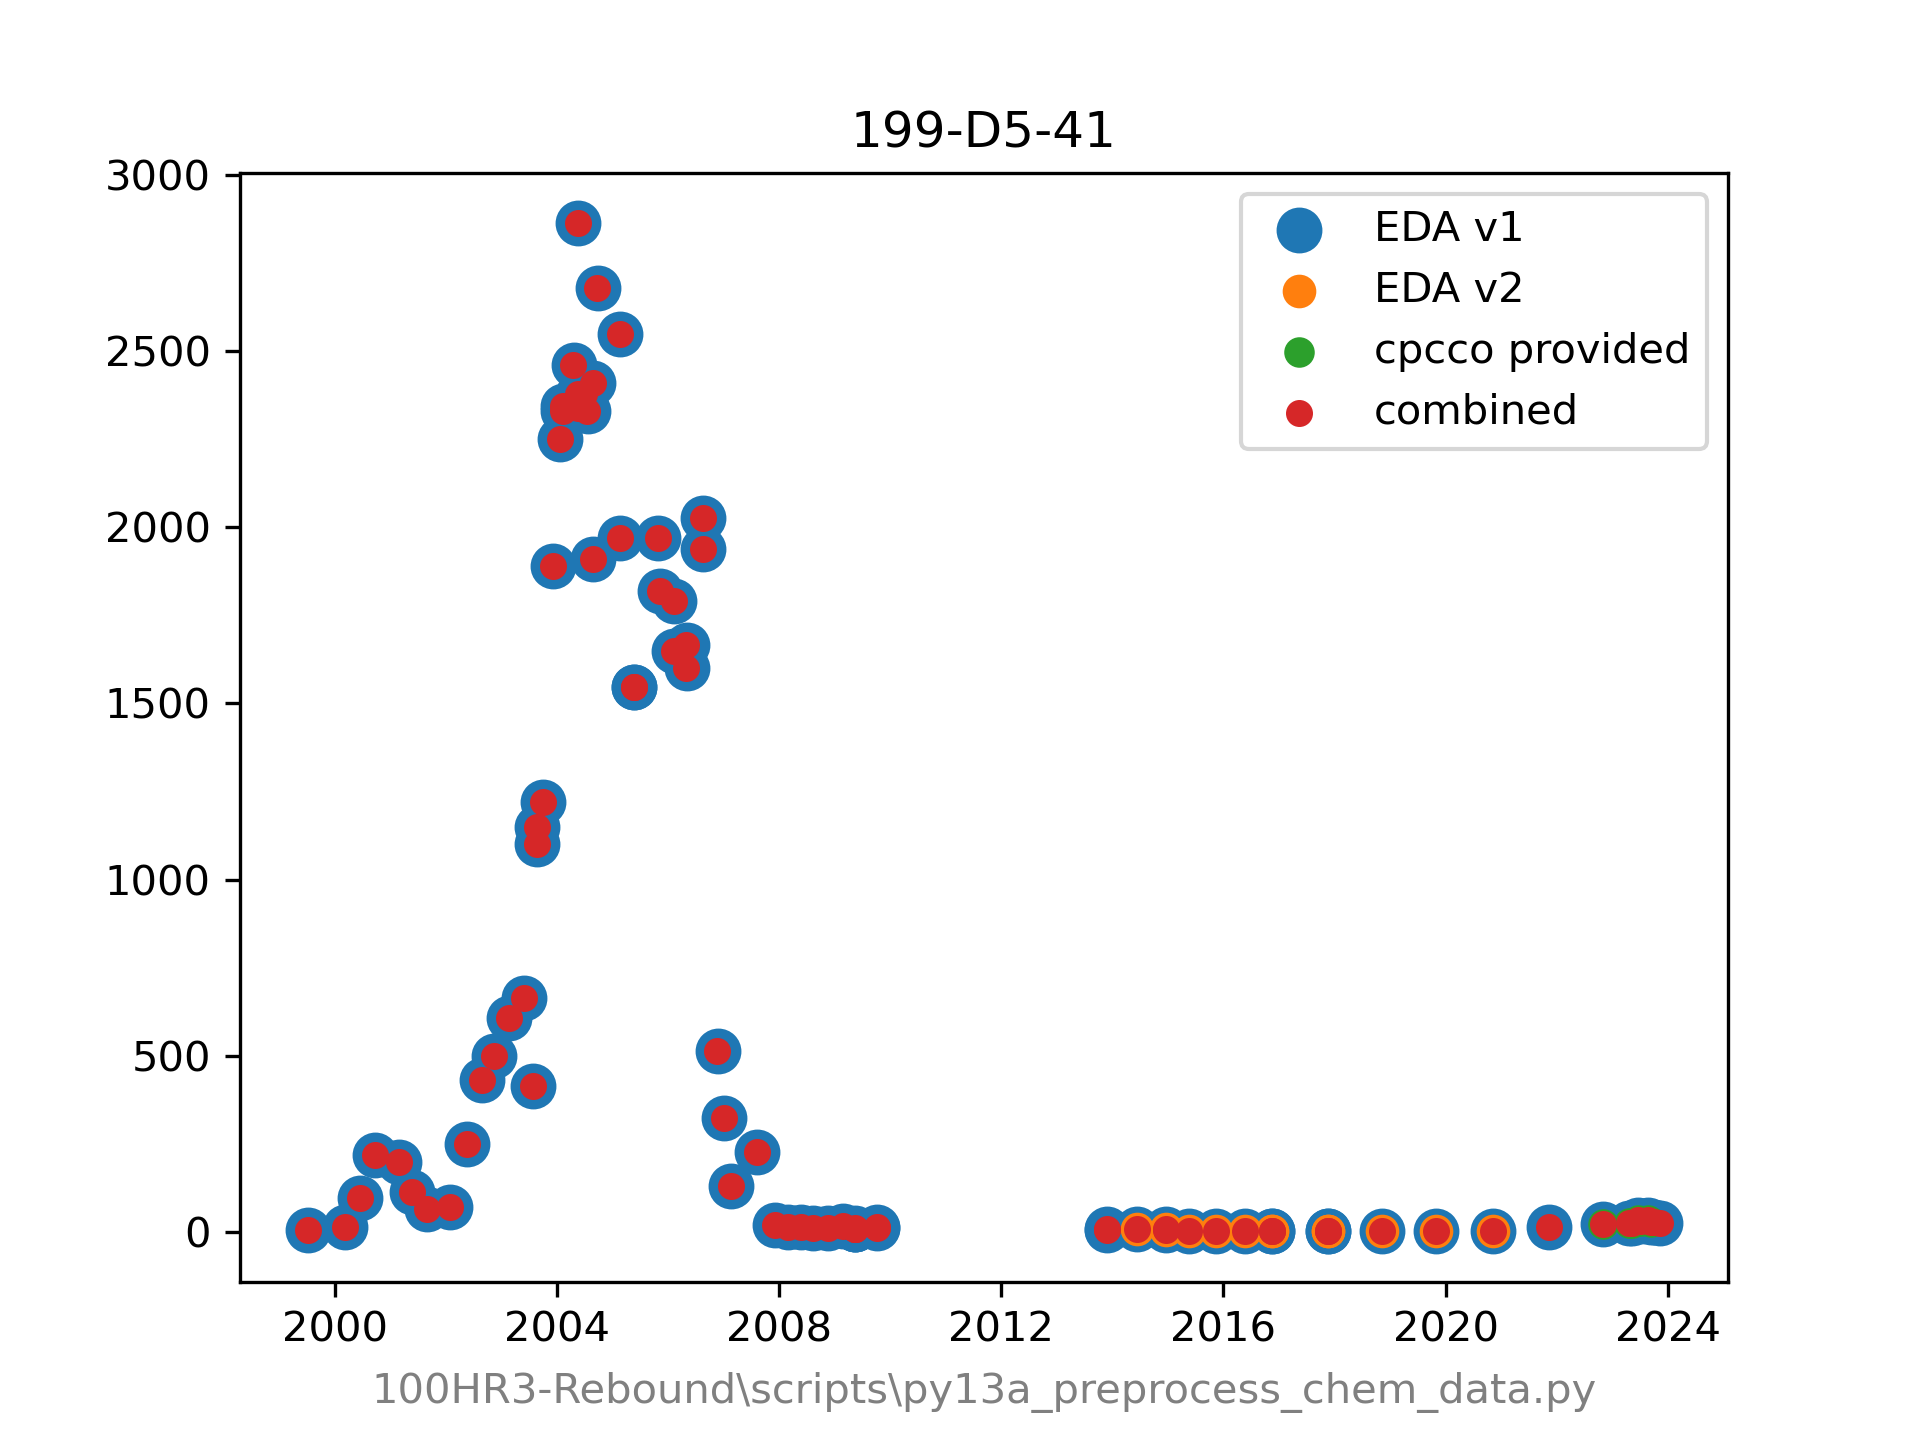 199-D5-41
3000
2500
2000
1500
1000
500
0
EDA v1
EDA v2
cpcco provided
combined
2000 2004 2008 2012 2016 2020 2024
100HR3-Rebound\scripts\py13a_preprocess_chem_data.py